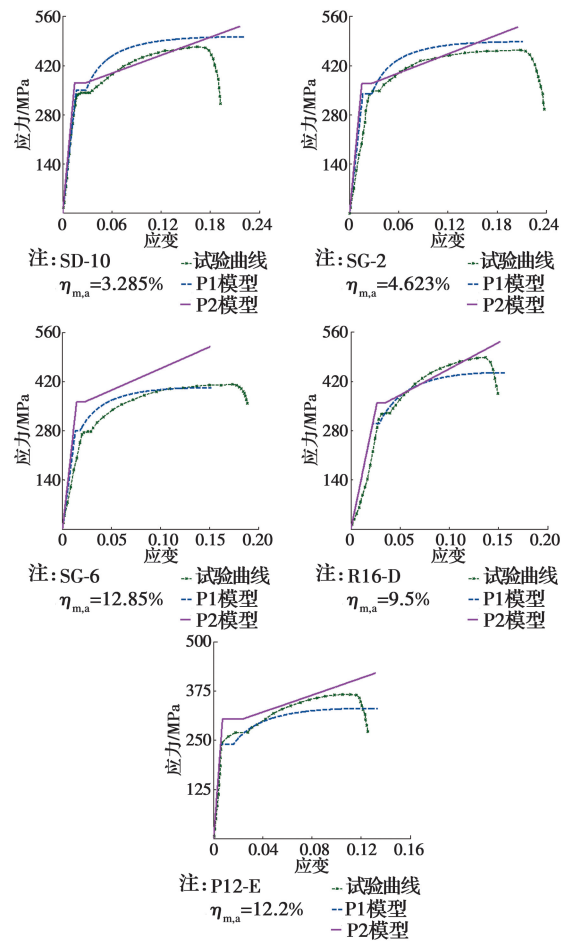 560
420
280
140
应力/MPa
0 0.06 0.12 0.18 0.24
应变
注:SD-10
η m,a=3.285%
试验曲线
P1模型
P2模型
560
420
280
140
应力/MPa
0 0.06 0.12 0.18 0.24
应变
注:SG-2
η m,a=4.623%
试验曲线
P1模型
P2模型
560
420
280
140
应力/MPa
0 0.05 0.10 0.15 0.20
应变
注:SG-6
η m,a=12.85%
试验曲线
P1模型
P2模型
560
420
280
140
应力/MPa
0 0.05 0.10 0.15 0.20
应变
注:R16-D
η m,a=9.5%
试验曲线
P1模型
P2模型
500
375
250
125
应力/MPa
0 0.04 0.08 0.12 0.16
应变
注:P12-E
η m,a=12.2%
试验曲线
P1模型
P2模型